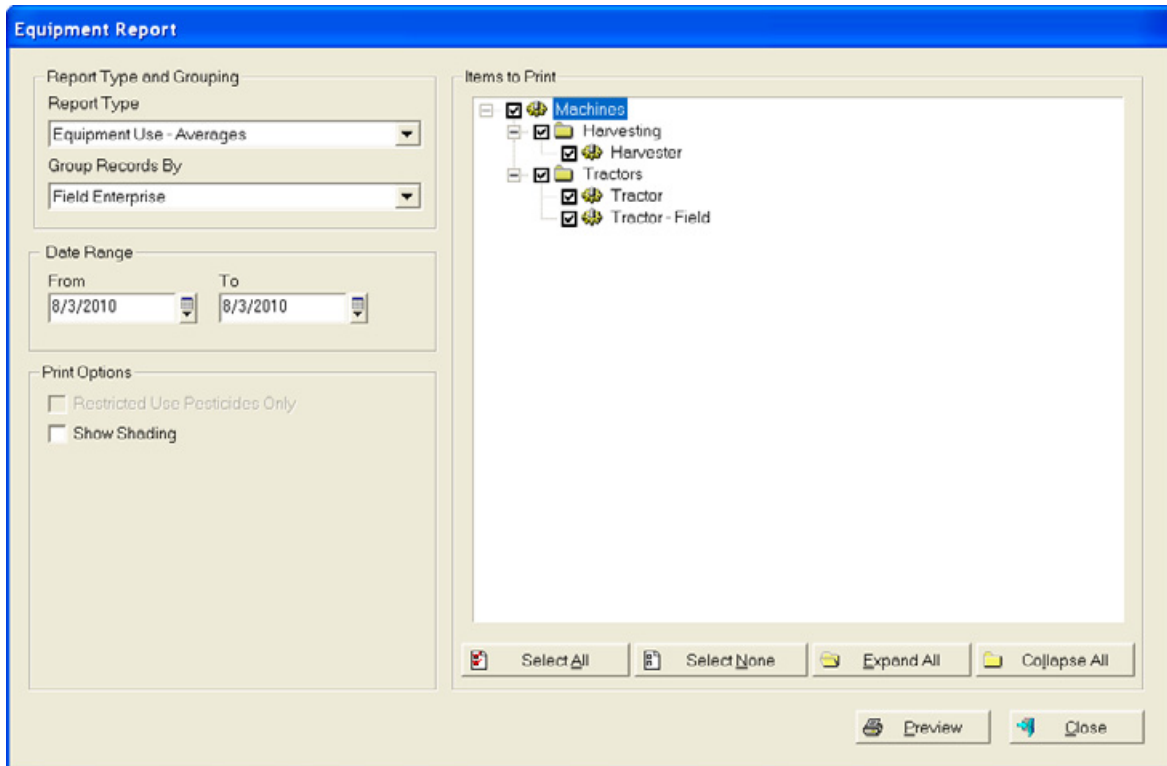 Equipment Report
Report Type and Grouping
Report Type
Equipment Use - Averages
Group Records By
Field Enterprise
Date Range
From To
8/3/2010 8/3/2010
Print Options
Restricted Use Pesticides Only
Show Shading
Items to Print
Machines
Harvesting
Harvester
Tractors
Tractor
Tractor - Field
Select All Select None Expand All Collapse All
Preview Close